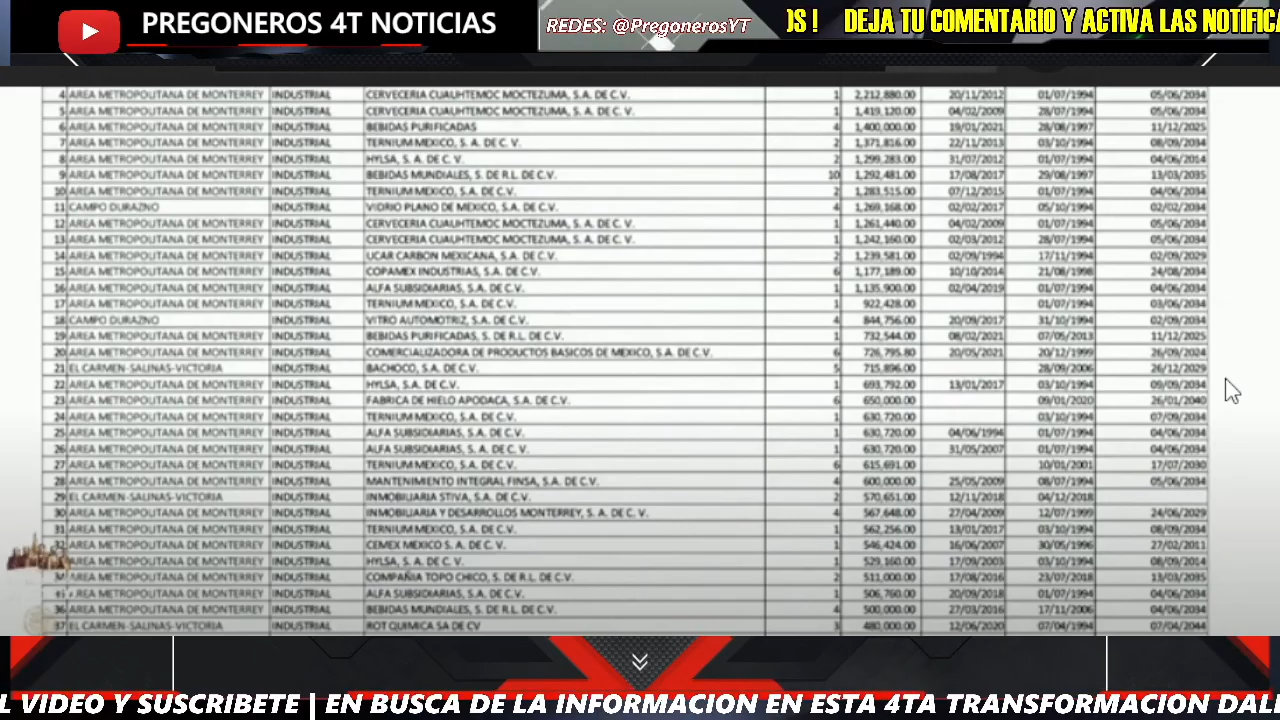 PREGONEROS 4T NOTICIAS
REDES: @PregonerosYT
OS ! DEJA TU COMENTARIO Y ACTIVA LAS NOTIFICA
4 AREA METROPOLITANA DE MONTERREY INDUSTRIAL CERVECERIA CUAUHTEMOC MOCTEZUMA, S.A. DE C.V. 1 2,212,880.00 20/11/2012 01/07/1994 05/06/2034
5 AREA METROPOLITANA DE MONTERREY INDUSTRIAL CERVECERIA CUAUHTEMOC MOCTEZUMA, S. A. DE C.V. 1 1,419,120.00 04/02/2009 28/07/1994 05/06/2034
6 AREA METROPOLITANA DE MONTERREY INDUSTRIAL BEBIDAS PURIFICADAS 4 1,400,000.00 19/01/2021 28/08/1997 11/12/2025
7 AREA METROPOLITANA DE MONTERREY INDUSTRIAL TERNIUM MEXICO, S. A. DE C. V. 2 1,371,816.00 22/11/2013 03/10/1994 08/09/2034
8 AREA METROPOLITANA DE MONTERREY INDUSTRIAL HYLSA, S. A. DE C. V. 2 1,299,283.00 31/07/2012 01/07/1994 04/06/2014
9 AREA METROPOLITANA DE MONTERREY INDUSTRIAL BEBIDAS MUNDIALES, S. DE R.L. DE C.V. 10 1,292,481.00 17/08/2017 29/08/1997 13/03/2035
10 AREA METROPOLITANA DE MONTERREY INDUSTRIAL TERNIUM MEXICO, S.A. DE C.V. 2 1,283,515.00 07/12/2015 01/07/1994 04/06/2034
11 CAMPO DURAZNO INDUSTRIAL VIDRIO PLANO DE MEXICO, S.A. DE C.V. 4 1,269,168.00 02/02/2017 05/10/1994 02/02/2034
12 AREA METROPOLITANA DE MONTERREY INDUSTRIAL CERVECERIA CUAUHTEMOC MOCTEZUMA, S. A. DE C. V. 1 1,261,440.00 04/02/2009 01/07/1994 05/06/2034
13 AREA METROPOLITANA DE MONTERREY INDUSTRIAL CERVECERIA CUAUHTEMOC MOCTEZUMA, S. A. DE C.V. 1 1,242,160.00 02/03/2012 28/07/1994 05/06/2034
14 AREA METROPOLITANA DE MONTERREY INDUSTRIAL UCAR CARBON MEXICANA, S.A. DE C.V. 2 1,239,581.00 02/09/1994 17/11/1994 02/09/2029
15 AREA METROPOLITANA DE MONTERREY INDUSTRIAL COPAMEX INDUSTRIAS, S.A. DE C.V. 6 1,177,189.00 10/10/2014 21/08/1998 24/08/2034
16 AREA METROPOLITANA DE MONTERREY INDUSTRIAL ALFA SUBSIDIARIAS, S.A. DE C.V. 1 1,135,900.00 02/04/2019 01/07/1994 04/06/2034
17 AREA METROPOLITANA DE MONTERREY INDUSTRIAL TERNIUM MEXICO, S.A. DE C.V. 1 922,428.00 01/07/1994 03/06/2034
18 CAMPO DURAZNO INDUSTRIAL VITRO AUTOMOTRIZ, S.A. DE C.V. 4 844,756.00 20/09/2017 31/10/1994 02/09/2034
19 AREA METROPOLITANA DE MONTERREY INDUSTRIAL BEBIDAS PURIFICADAS, S. DE R.L. DE C.V. 1 732,544.00 08/02/2021 07/05/2013 11/12/2025
20 AREA METROPOLITANA DE MONTERREY INDUSTRIAL COMERCIALIZADORA DE PRODUCTOS BASICOS DE MEXICO, S.A. DE C.V. 6 726,795.80 20/05/2021 20/12/1999 26/09/2024
21 EL CARMEN-SALINAS-VICTORIA INDUSTRIAL BACHOCO, S.A. DE C.V. 5 715,896.00 28/09/2006 26/12/2029
22 AREA METROPOLITANA DE MONTERREY INDUSTRIAL HYLSA, S.A. DE C.V. 1 693,792.00 13/01/2017 03/10/1994 09/09/2034
23 AREA METROPOLITANA DE MONTERREY INDUSTRIAL FABRICA DE HIELO APODACA, S.A. DE C.V. 6 650,000.00 09/01/2020 26/01/2040
24 AREA METROPOLITANA DE MONTERREY INDUSTRIAL TERNIUM MEXICO, S.A. DE C.V. 1 630,720.00 03/10/1994 07/09/2034
25 AREA METROPOLITANA DE MONTERREY INDUSTRIAL ALFA SUBSIDIARIAS, S.A. DE C.V. 1 630,720.00 04/06/1994 01/07/1994 04/06/2034
26 AREA METROPOLITANA DE MONTERREY INDUSTRIAL ALFA SUBSIDIARIAS, S.A. DE C.V. 1 630,720.00 31/05/2007 01/07/1994 04/06/2034
27 AREA METROPOLITANA DE MONTERREY INDUSTRIAL TERNIUM MEXICO, S.A. DE C.V. 6 615,691.00 10/01/2001 17/07/2030
28 AREA METROPOLITANA DE MONTERREY INDUSTRIAL MANTENIMIENTO INTEGRAL FINSA, S.A. DE C.V. 4 600,000.00 25/05/2009 08/07/1994 05/06/2034
29 EL CARMEN-SALINAS-VICTORIA INDUSTRIAL INMOBILIARIA STIVA, S.A. DE C.V. 2 570,651.00 12/11/2018 04/12/2018
30 AREA METROPOLITANA DE MONTERREY INDUSTRIAL INMOBILIARIA Y DESARROLLOS MONTERREY, S. A. DE C. V. 4 567,648.00 27/04/2009 12/07/1999 24/06/2029
31 AREA METROPOLITANA DE MONTERREY INDUSTRIAL TERNIUM MEXICO, S.A. DE C.V. 1 562,256.00 13/01/2017 03/10/1994 08/09/2034
32 AREA METROPOLITANA DE MONTERREY INDUSTRIAL CEMEX MEXICO S. A. DE C.V. 1 546,424.00 16/06/2007 30/05/1996 27/02/2011
AREA METROPOLITANA DE MONTERREY INDUSTRIAL HYLSA, S. A. DE C.V. 1 529,160.00 17/09/2003 03/10/1994 08/09/2014
34 AREA METROPOLITANA DE MONTERREY INDUSTRIAL COMPAÑIA TOPO CHICO, S. DE R.L. DE C.V. 2 511,000.00 17/08/2016 23/07/2018 13/03/2035
AREA METROPOLITANA DE MONTERREY INDUSTRIAL ALFA SUBSIDIARIAS, S.A. DE C.V. 1 506,760.00 20/09/2018 01/07/1994 04/06/2034
36 AREA METROPOLITANA DE MONTERREY INDUSTRIAL BEBIDAS MUNDIALES, S. DE R.L. DE C.V. 4 500,000.00 27/03/2016 17/11/2006 04/06/2034
37 EL CARMEN-SALINAS-VICTORIA INDUSTRIAL ROT QUIMICA SA DE CV 3 480,000.00 12/06/2020 07/04/1994 07/04/2044
L VIDEO Y SUSCRIBETE | EN BUSCA DE LA INFORMACION EN ESTA 4TA TRANSFORMACION DALE